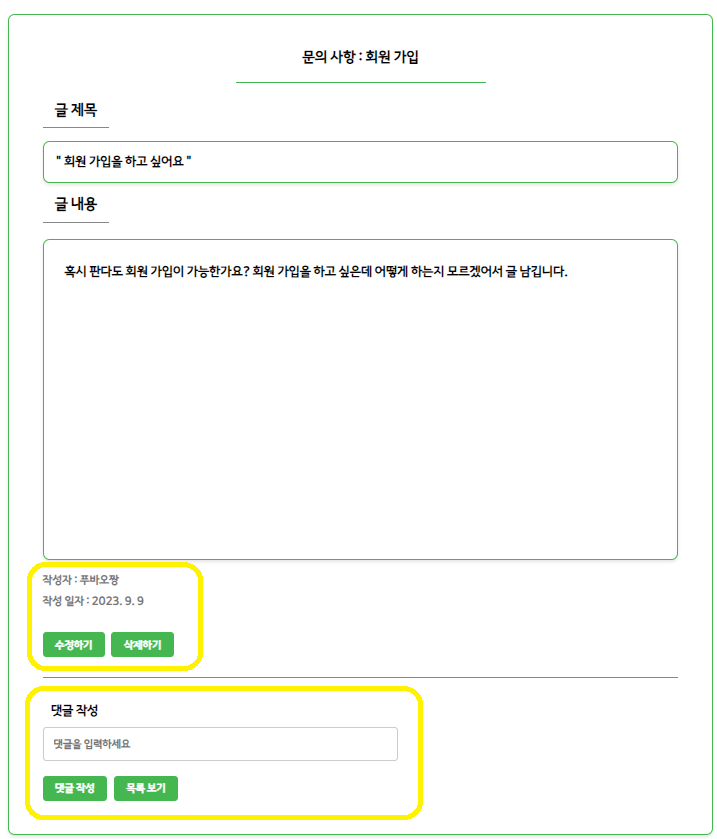 문의 사항 : 회원 가입
글 제목
" 회원 가입을 하고 싶어요 "
글 내용
혹시 판다도 회원 가입이 가능한가요? 회원 가입을 하고 싶은데 어떻게 하는지 모르겠어서 글 남깁니다.
작성자 : 푸바오짱
작성 일자 : 2023. 9. 9
수정하기 삭제하기
댓글 작성
댓글을 입력하세요
댓글 작성 목록 보기